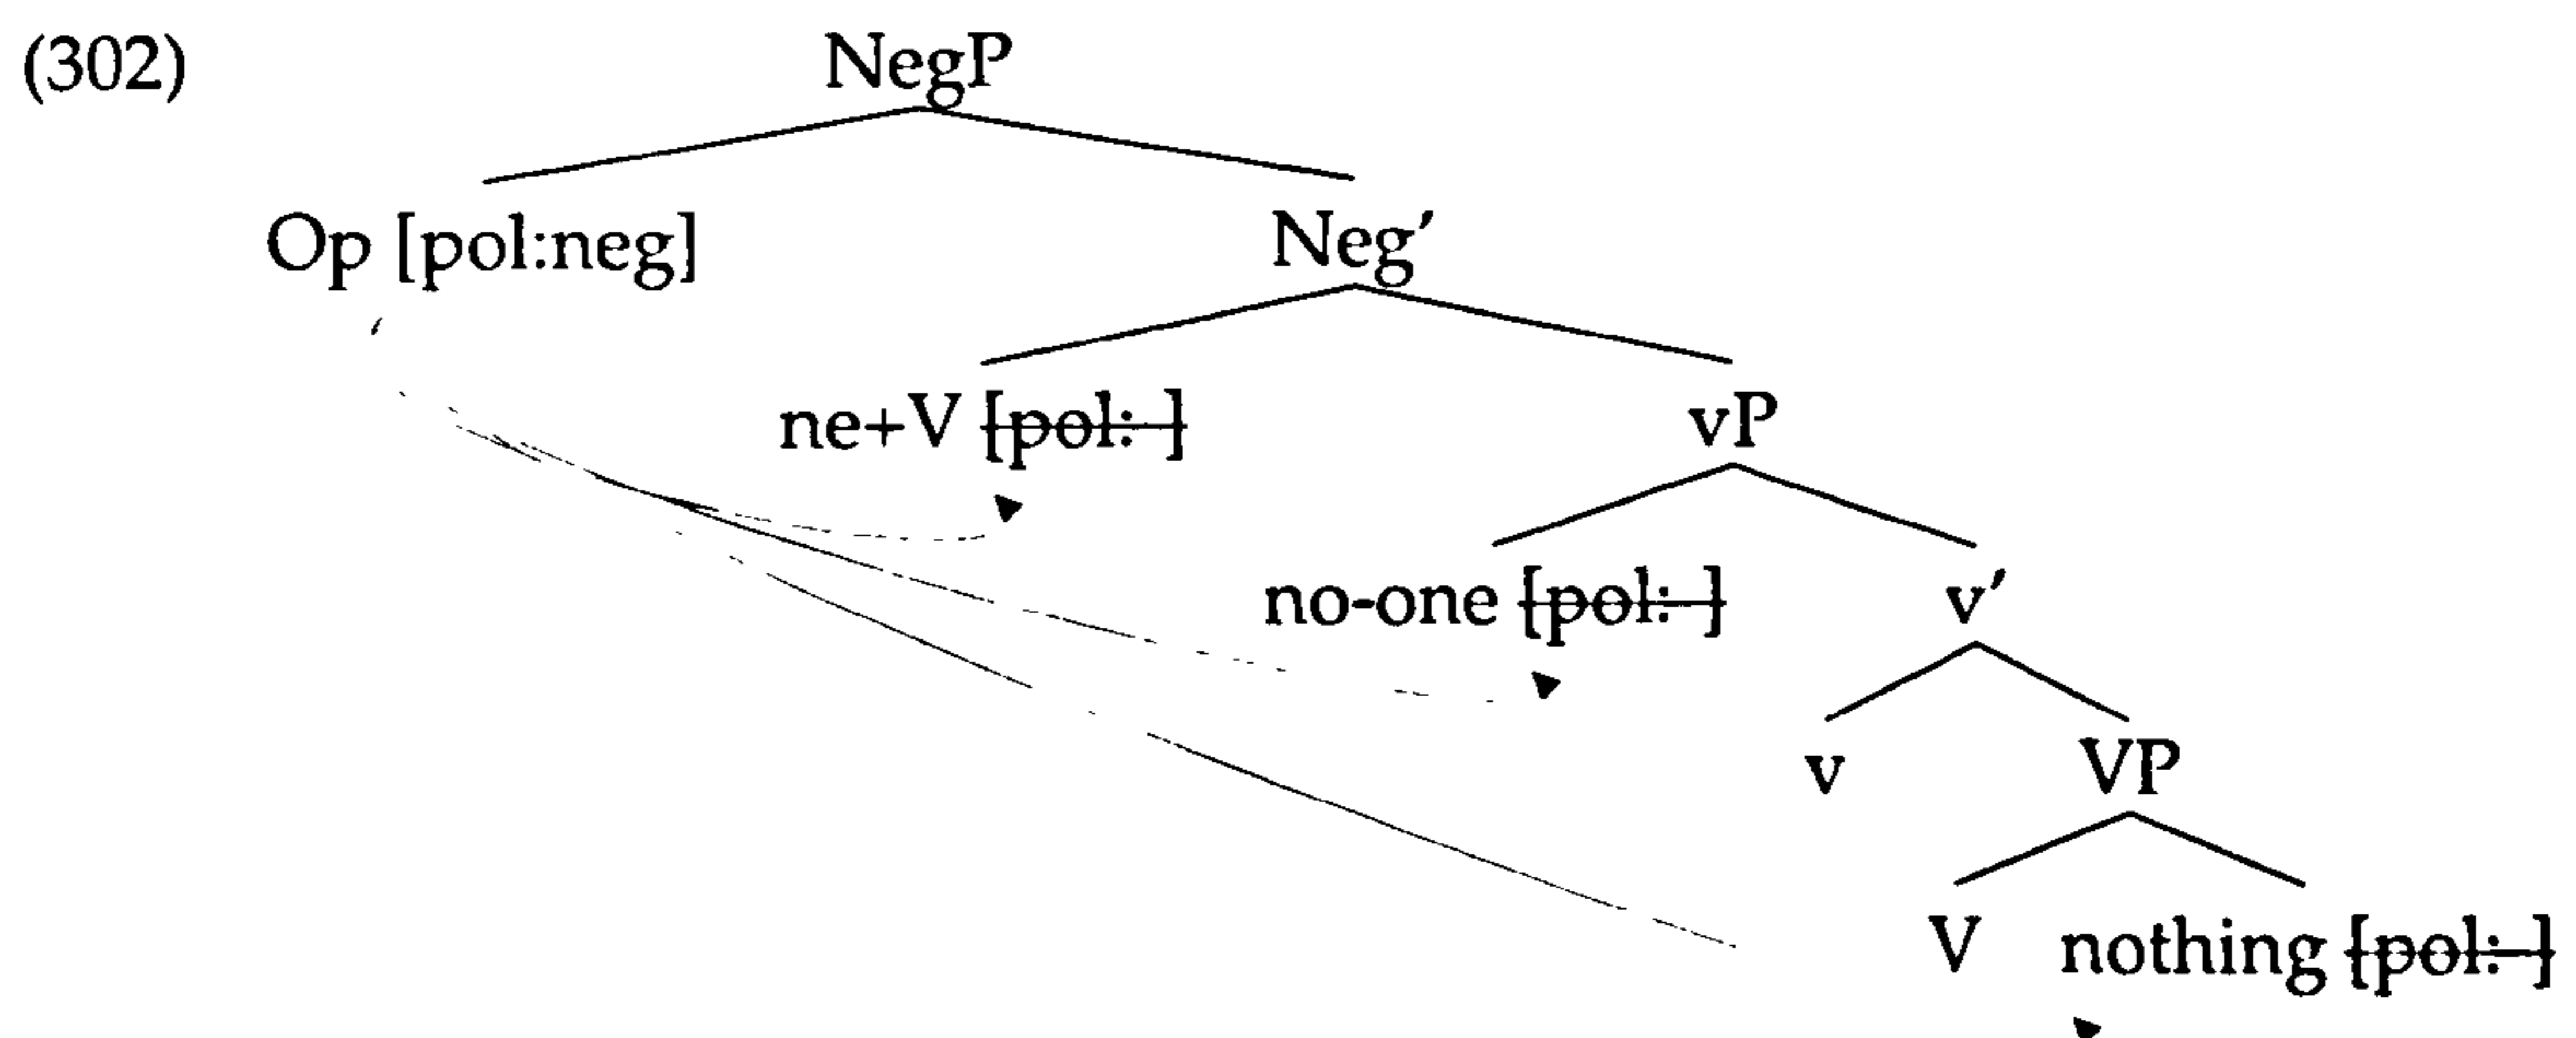 (302) NegP
Op [pol:neg] Neg′
ne+V [pol: ] vP
no-one [pol: ] v′
v VP
V nothing [pol: ]